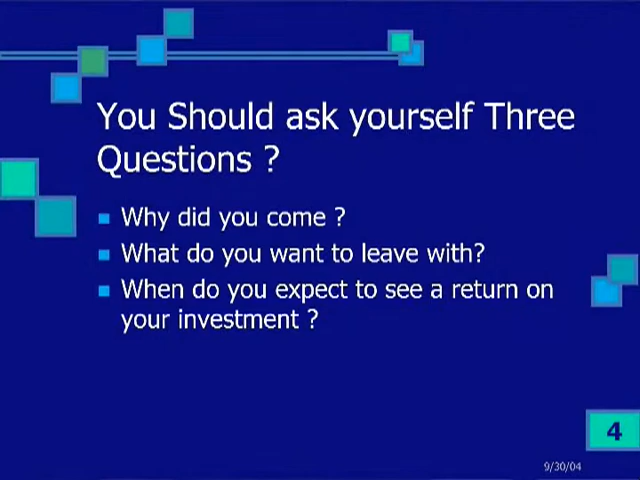 You Should ask yourself Three
Questions ?
Why did you come ?
What do you want to leave with?
When do you expect to see a return on
your investment ?
4
9/30/04